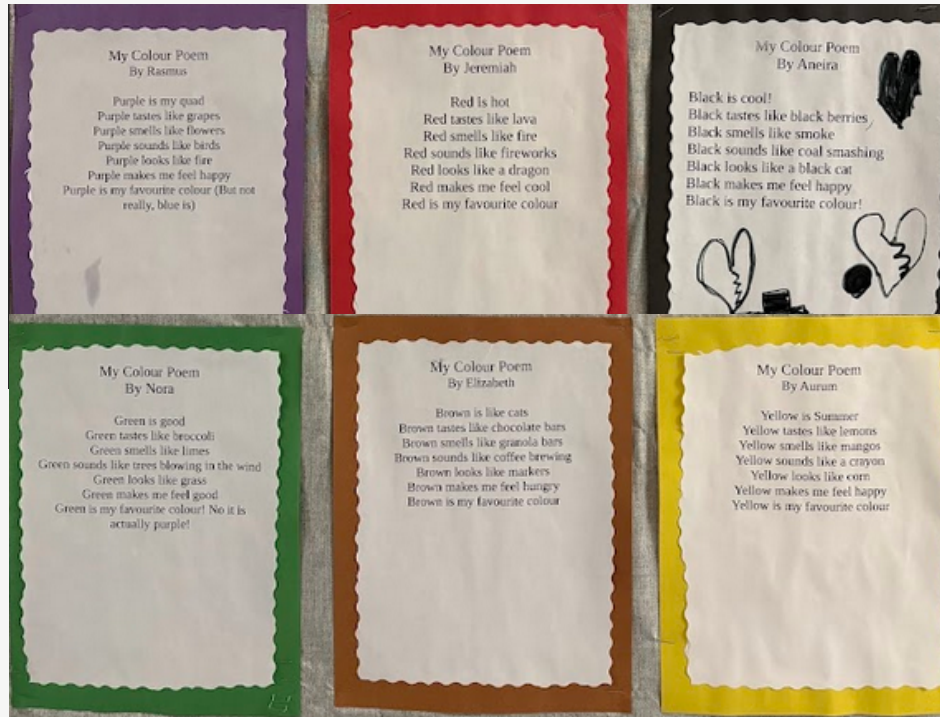 My Colour Poem
By Rasmus
Purple is my quad
Purple tastes like grapes
Purple smells like flowers
Purple sounds like birds
Purple looks like fire
Purple makes me feel happy
Purple is my favourite colour (But not
really, blue is)
My Colour Poem
By Jeremiah
Red is hot
Red tastes like lava
Red smells like fire
Red sounds like fireworks
Red looks like a dragon
Red makes me feel cool
Red is my favourite colour
My Colour Poem
By Aneira
Black is cool!
Black tastes like black berries
Black smells like smoke
Black sounds like coal smashing
Black looks like a black cat
Black makes me feel happy
Black is my favourite colour!
My Colour Poem
By Nora
Green is good
Green tastes like broccoli
Green smells like limes
Green sounds like trees blowing in the wind
Green looks like grass
Green makes me feel good
Green is my favourite colour! No it is
actually purple!
My Colour Poem
By Elizabeth
Brown is like cats
Brown tastes like chocolate bars
Brown smells like granola bars
Brown sounds like coffee brewing
Brown looks like markers
Brown makes me feel hungry
Brown is my favourite colour
My Colour Poem
By Aurum
Yellow is Summer
Yellow tastes like lemons
Yellow smells like mangos
Yellow sounds like a crayon
Yellow looks like corn
Yellow makes me feel happy
Yellow is my favourite colour